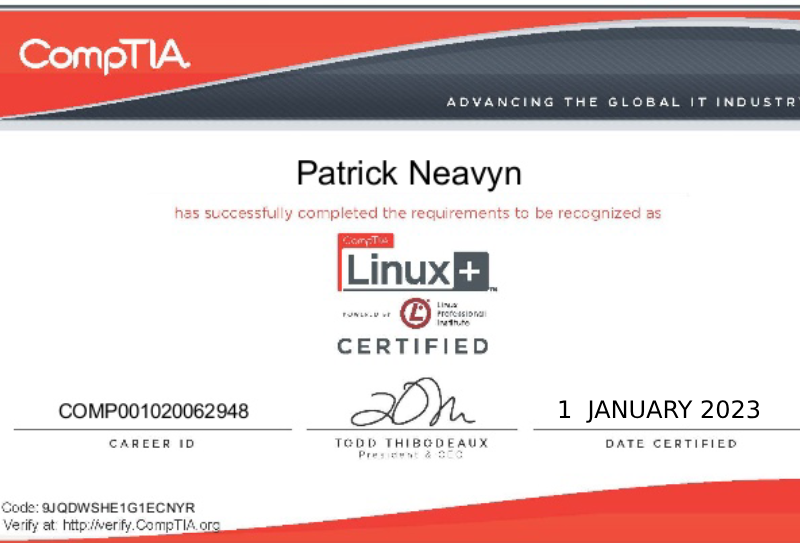 CompTIA.
ADVANCING THE GLOBAL IT INDUSTRY
Patrick Neavyn
has successfully completed the requirements to be recognized as
CompTIA
Linux+™
POWERED BY
Linux
Professional
Institute
CERTIFIED
COMP001020062948
1 JANUARY 2023
CAREER ID
TODD THIBODEAUX
President & CEO
DATE CERTIFIED
Code: 9JQDWSHE1G1ECNYR
Verify at: http://verify.CompTIA.org